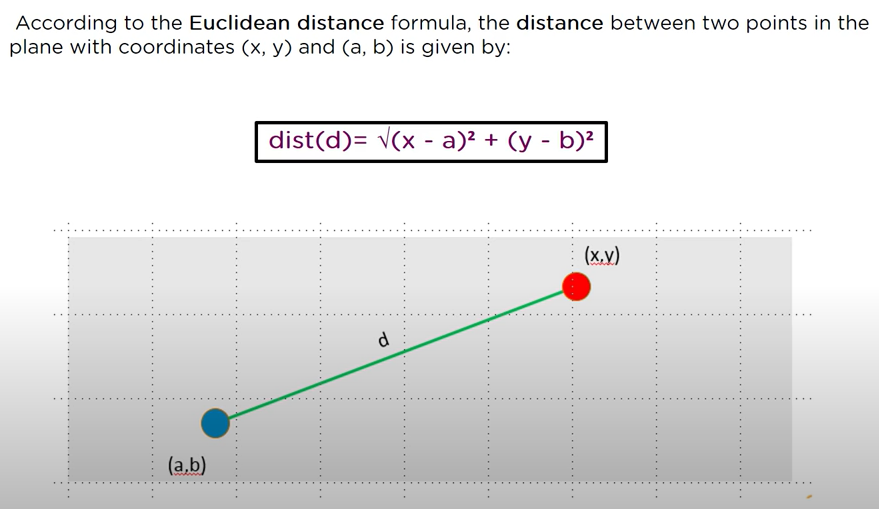 According to the Euclidean distance formula, the distance between two points in the
plane with coordinates (x, y) and (a, b) is given by:
dist(d)= √(x - a)² + (y - b)²
(x,y)
d
(a,b)